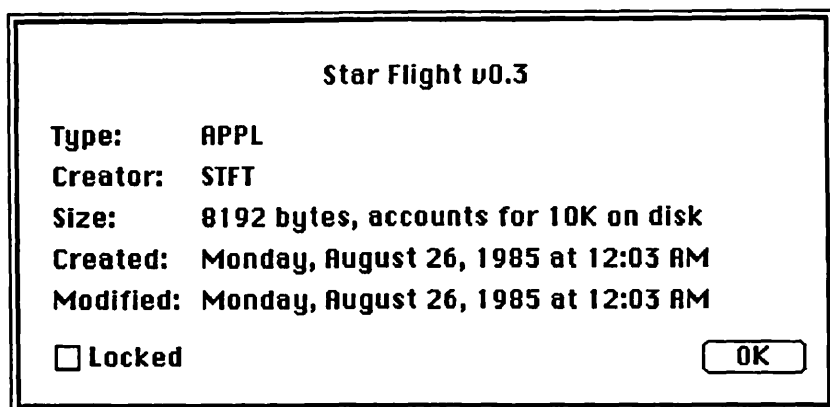 Star Flight v0.3
Type: APPL
Creator: STFT
Size: 8192 bytes, accounts for 10K on disk
Created: Monday, August 26, 1985 at 12:03 AM
Modified: Monday, August 26, 1985 at 12:03 AM
Locked OK